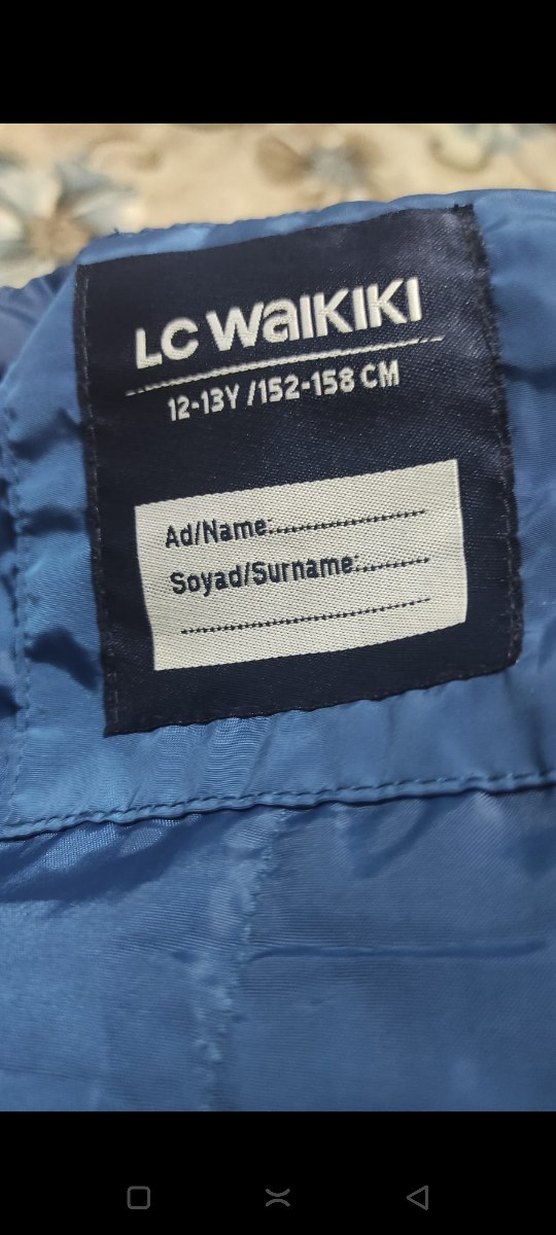 LC WAIKIKI
12-13Y /152-158 CM
Ad/Name:....................
Soyad/Surname:..........
........................................